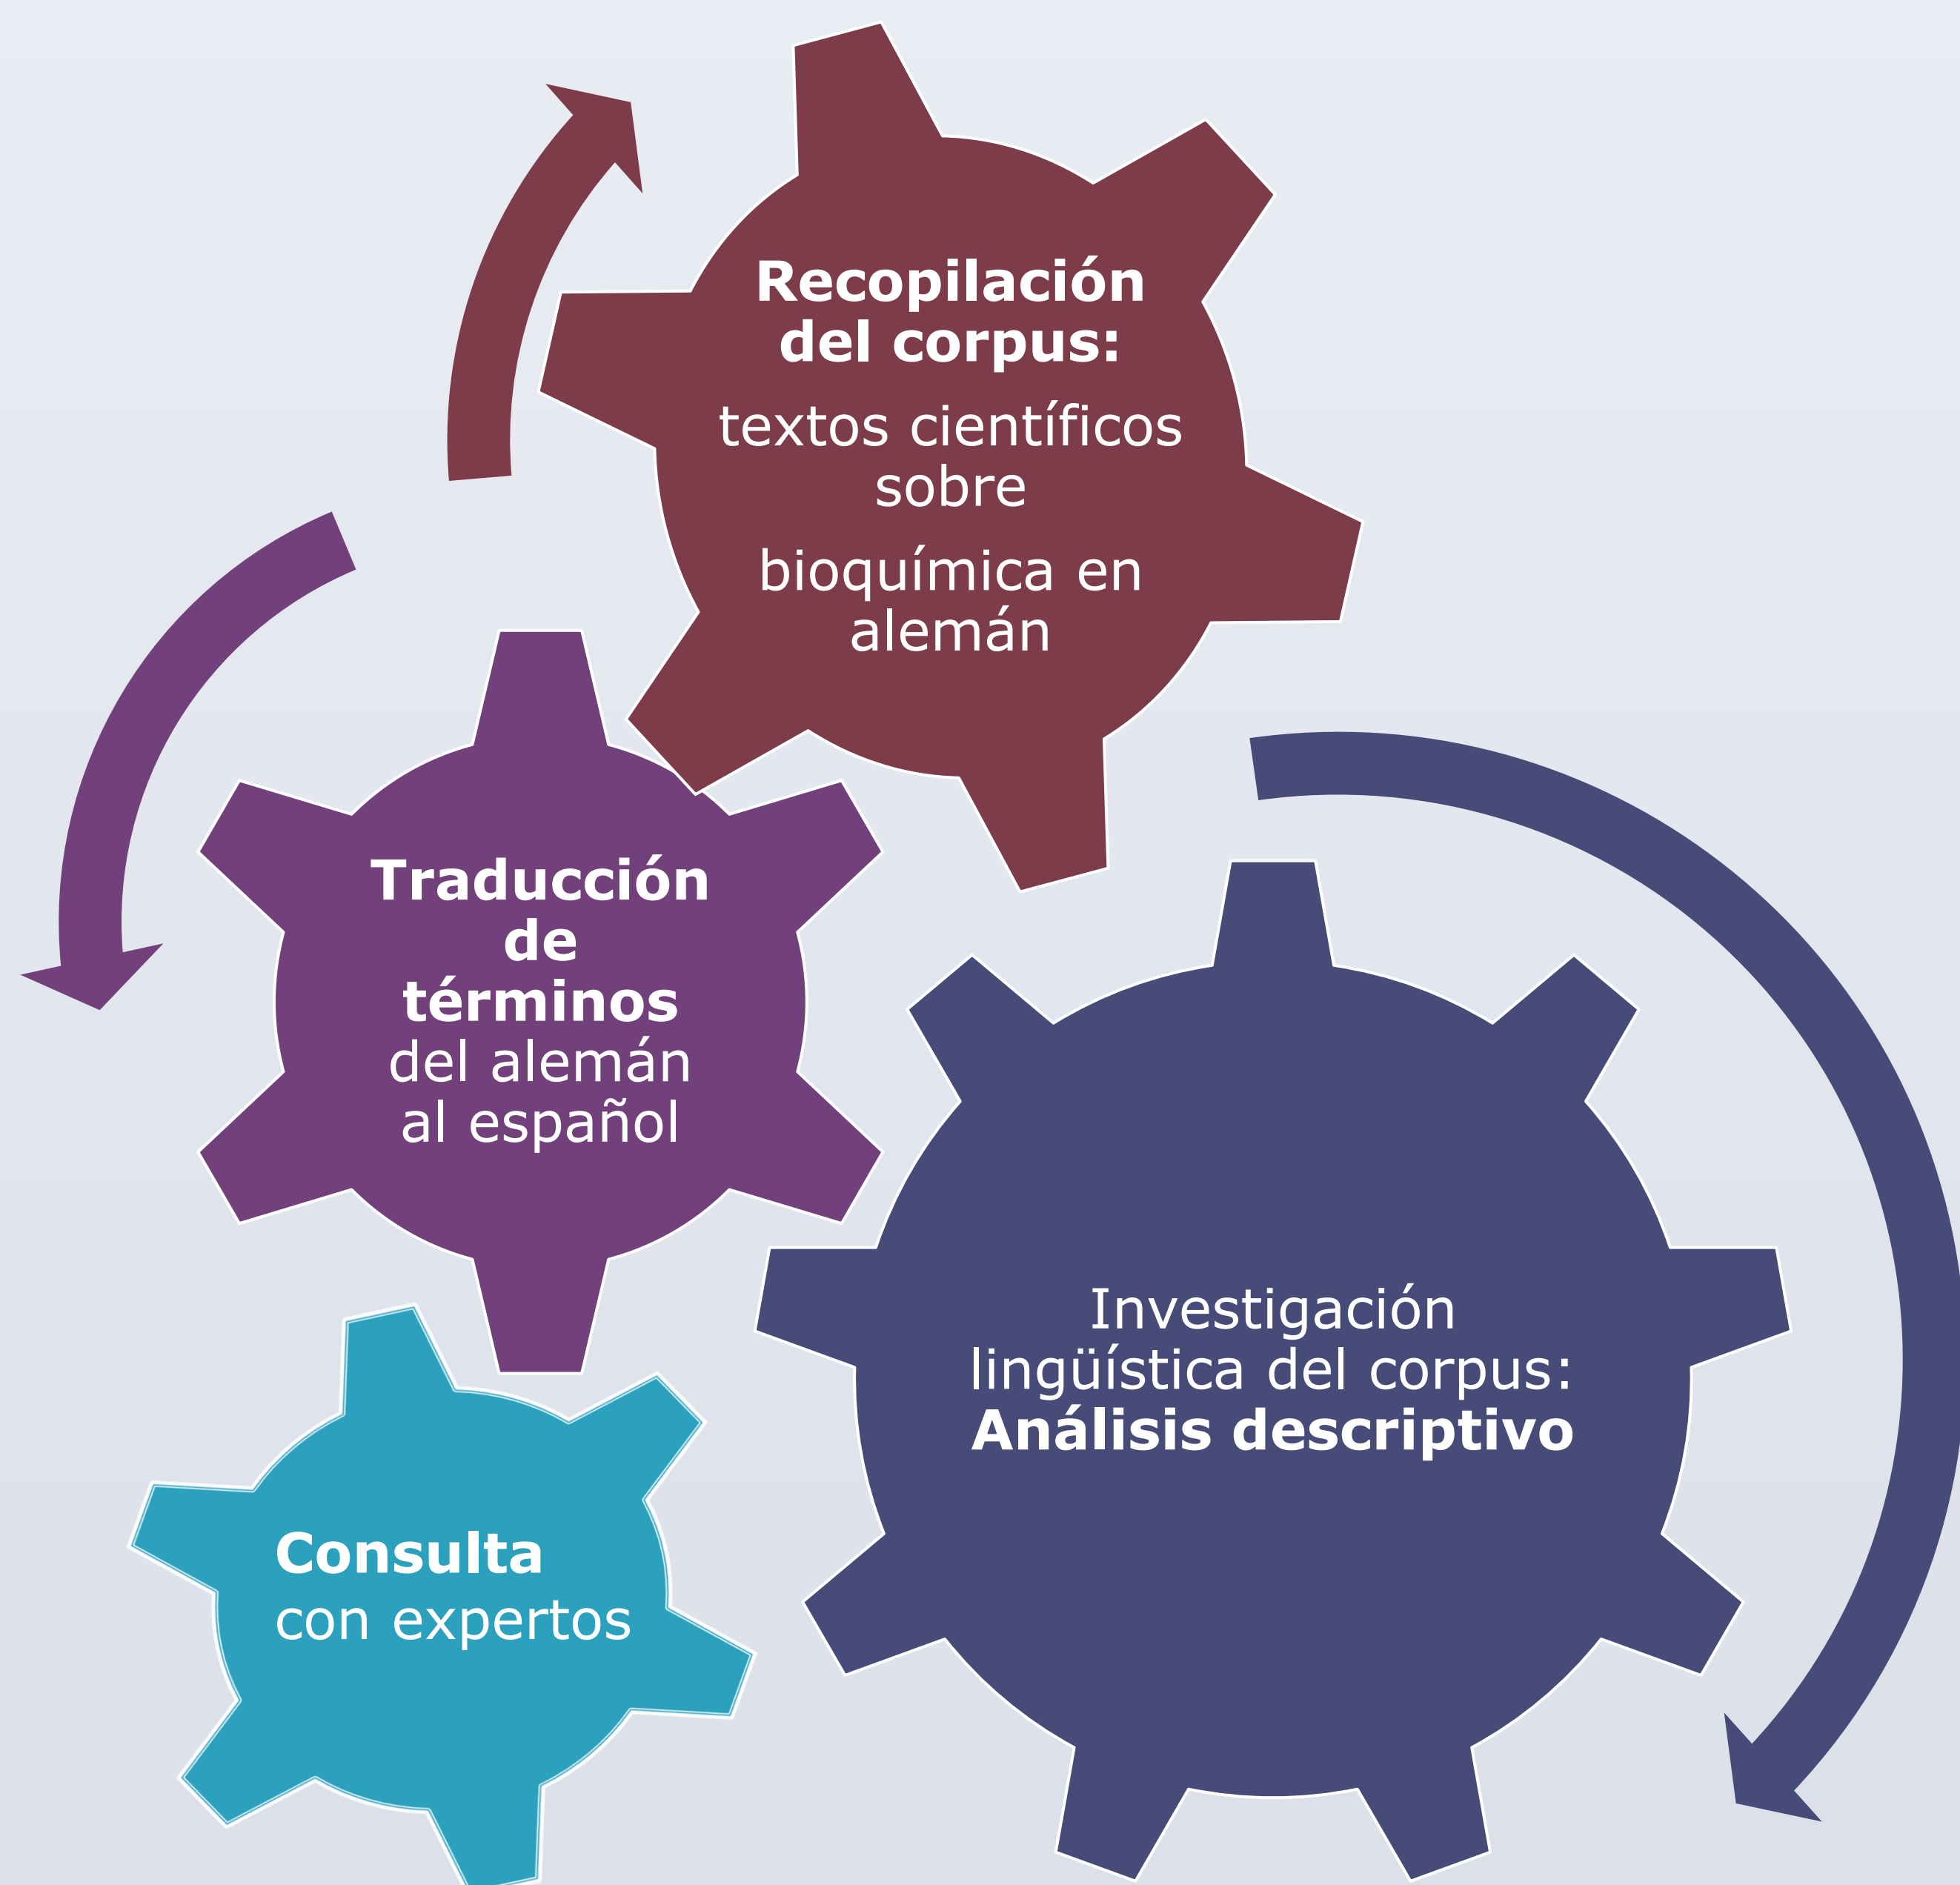 Recopilación
del corpus:
textos científicos
sobre
bioquímica en
alemán
Traducción
de
términos
del alemán
al español
Investigación
lingüística del corpus:
Análisis descriptivo
Consulta
con expertos